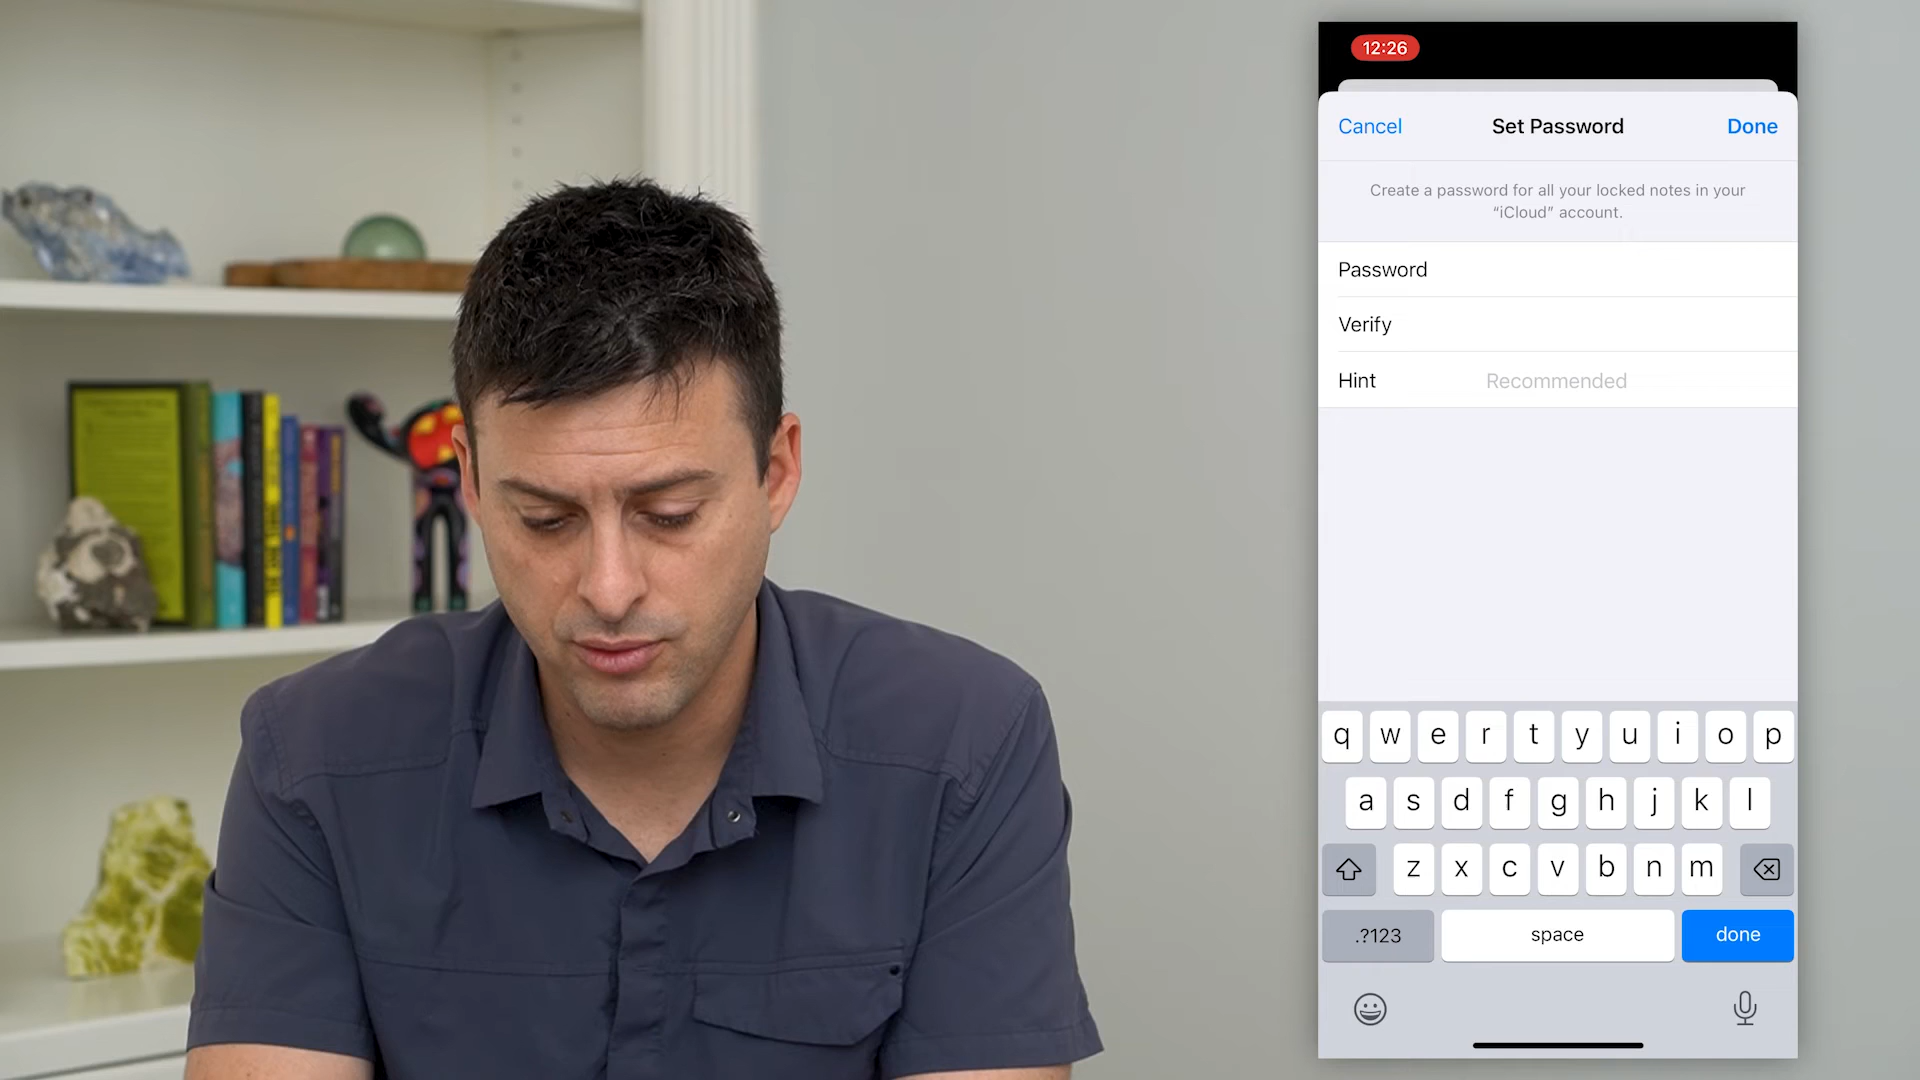 12:26
Cancel
Set Password
Done
Create a password for all your locked notes in your
“iCloud” account.
Password
Verify
Hint
Recommended
q w e r t y u i o p
a s d f g h j k l
z x c v b n m
.?123
space
done